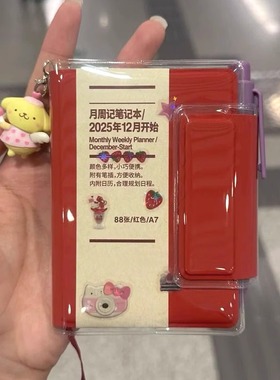 月周记笔记本/
2025年12月开始
Monthly Weekly Planner /
December-Start
颜色多样，小巧便携。
附有笔插，方便收纳。
内附日历，合理规划日程。
88张/红色/A7